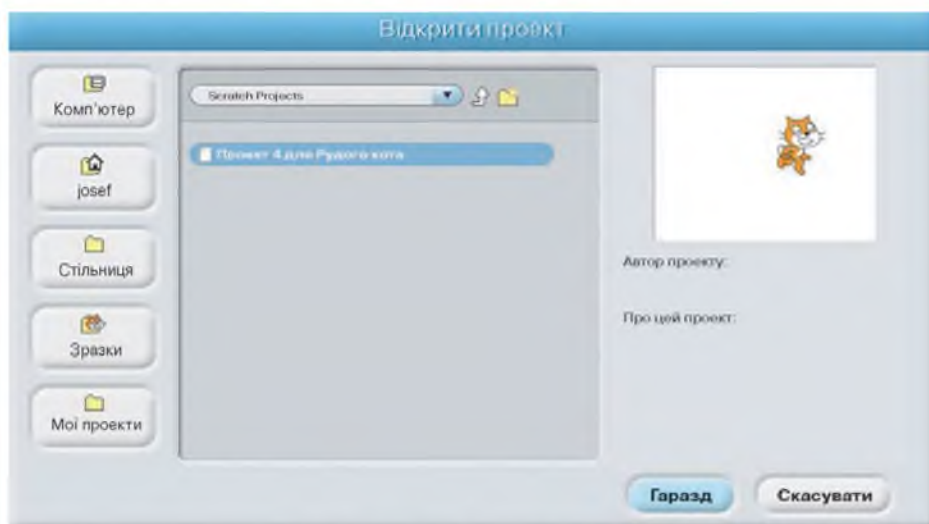 Відкрити проект
Комп'ютер
josef
Стільниця
Зразки
Мої проекти
Scratch Projects
Проект 4 для Рудого кота
Автор проекту:
Про цей проект:
Гаразд
Скасувати